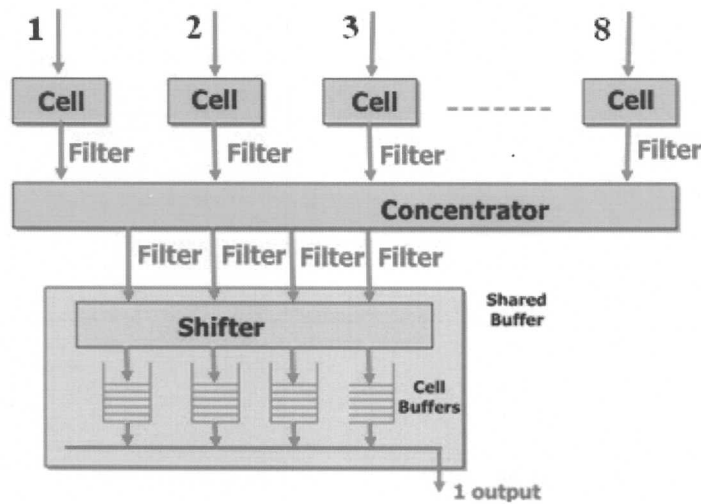 1 2 3 8
Cell Cell Cell Cell
Filter Filter Filter Filter
Concentrator
Filter Filter Filter Filter
Shared
Buffer
Shifter
Cell
Buffers
1 output